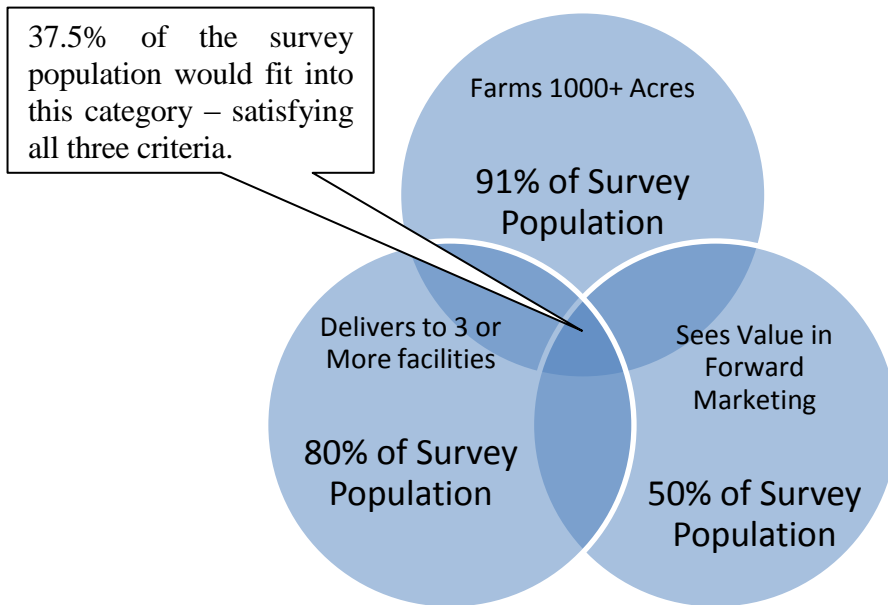 37.5% of the survey
population would fit into
this category – satisfying
all three criteria.
Farms 1000+ Acres
91% of Survey
Population
Delivers to 3 or
More facilities
80% of Survey
Population
Sees Value in
Forward
Marketing
50% of Survey
Population